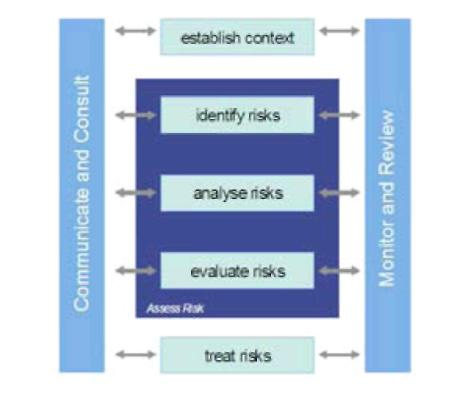 establish context
Communicate and Consult
identify risks
analyse risks
evaluate risks
Assess Risk
treat risks
Monitor and Review